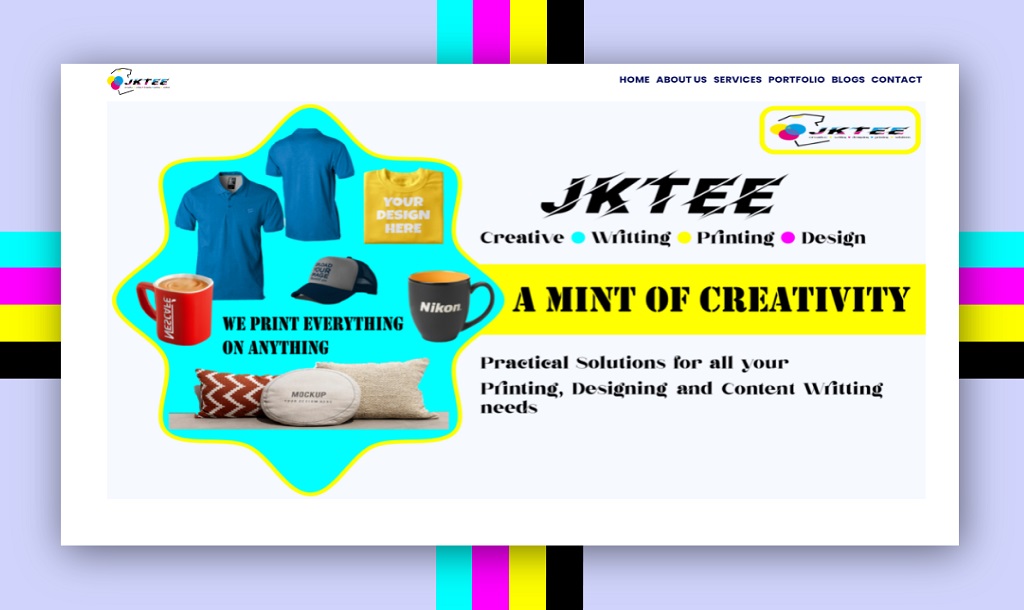 JKTEE
HOME ABOUT US SERVICES PORTFOLIO BLOGS CONTACT
JKTEE
JKTEE
Creative Writting Printing Design
YOUR
DESIGN
HERE
YOUR
NESCAFE
Nikon
A MINT OF CREATIVITY
WE PRINT EVERYTHING
ON ANYTHING
Practical Solutions for all your
Printing, Designing and Content Writting
needs
MOCKUP